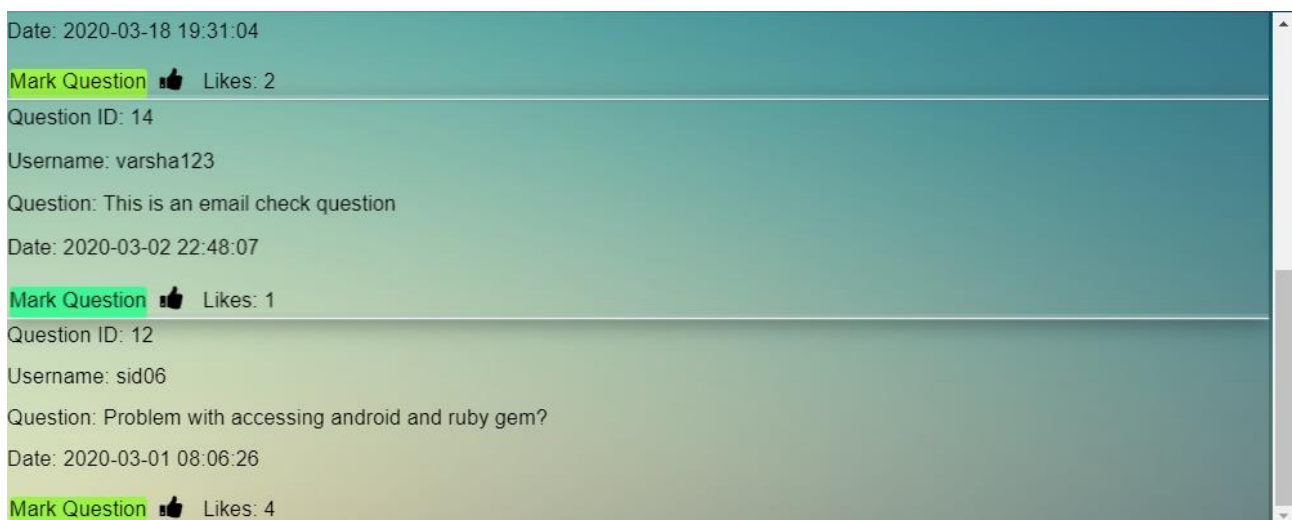 Date: 2020-03-18 19:31:04
Mark Question Likes: 2
Question ID: 14
Username: varsha123
Question: This is an email check question
Date: 2020-03-02 22:48:07
Mark Question Likes: 1
Question ID: 12
Username: sid06
Question: Problem with accessing android and ruby gem?
Date: 2020-03-01 08:06:26
Mark Question Likes: 4